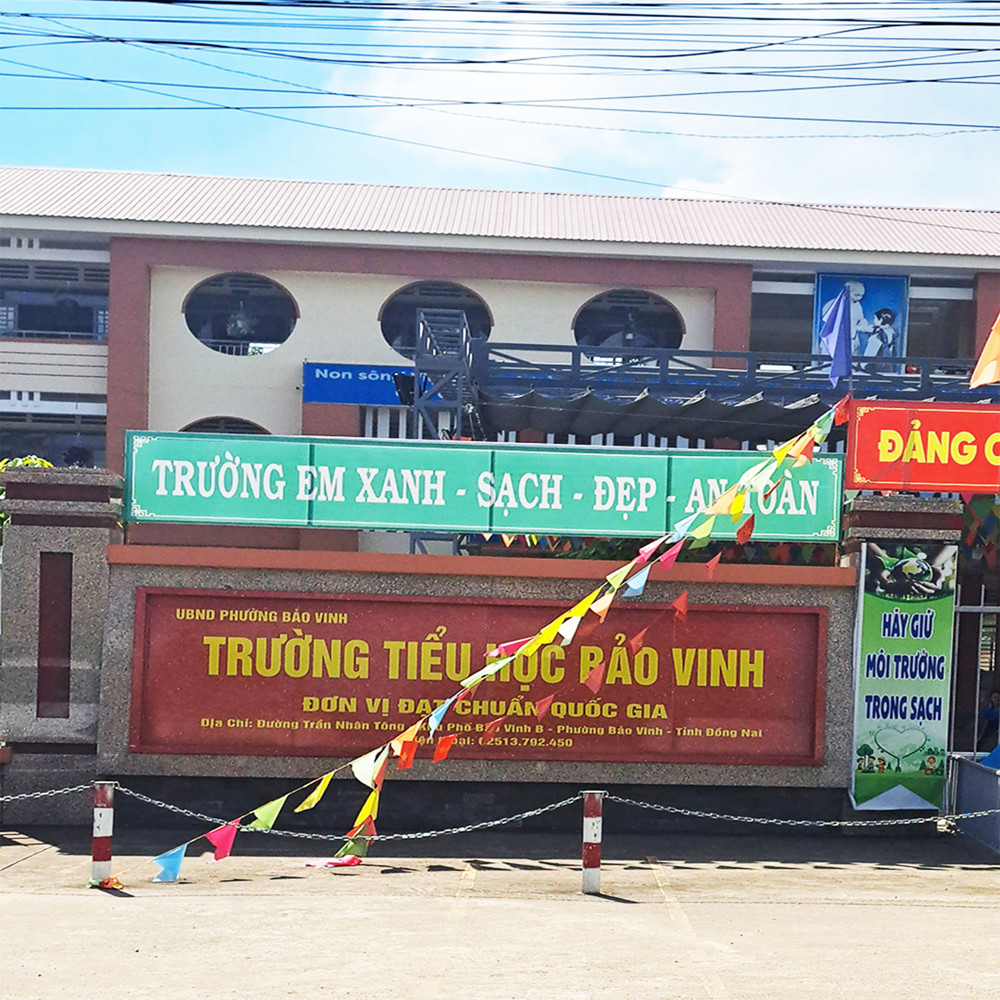 Non sông
TRƯỜNG EM XANH - SẠCH - ĐẸP - AN TOÀN
ĐẢNG C
UBND PHƯỜNG BẢO VINH
TRƯỜNG TIỂU HỌC BẢO VINH
ĐƠN VỊ ĐẠT CHUẨN QUỐC GIA
Địa Chỉ: Đường Trần Nhân Tông - Khu Phố Bảo Vinh B - Phường Bảo Vinh - Tỉnh Đồng Nai
Điện thoại: 02513.792.450
HÃY GIỮ
MÔI TRƯỜNG
TRONG SẠCH